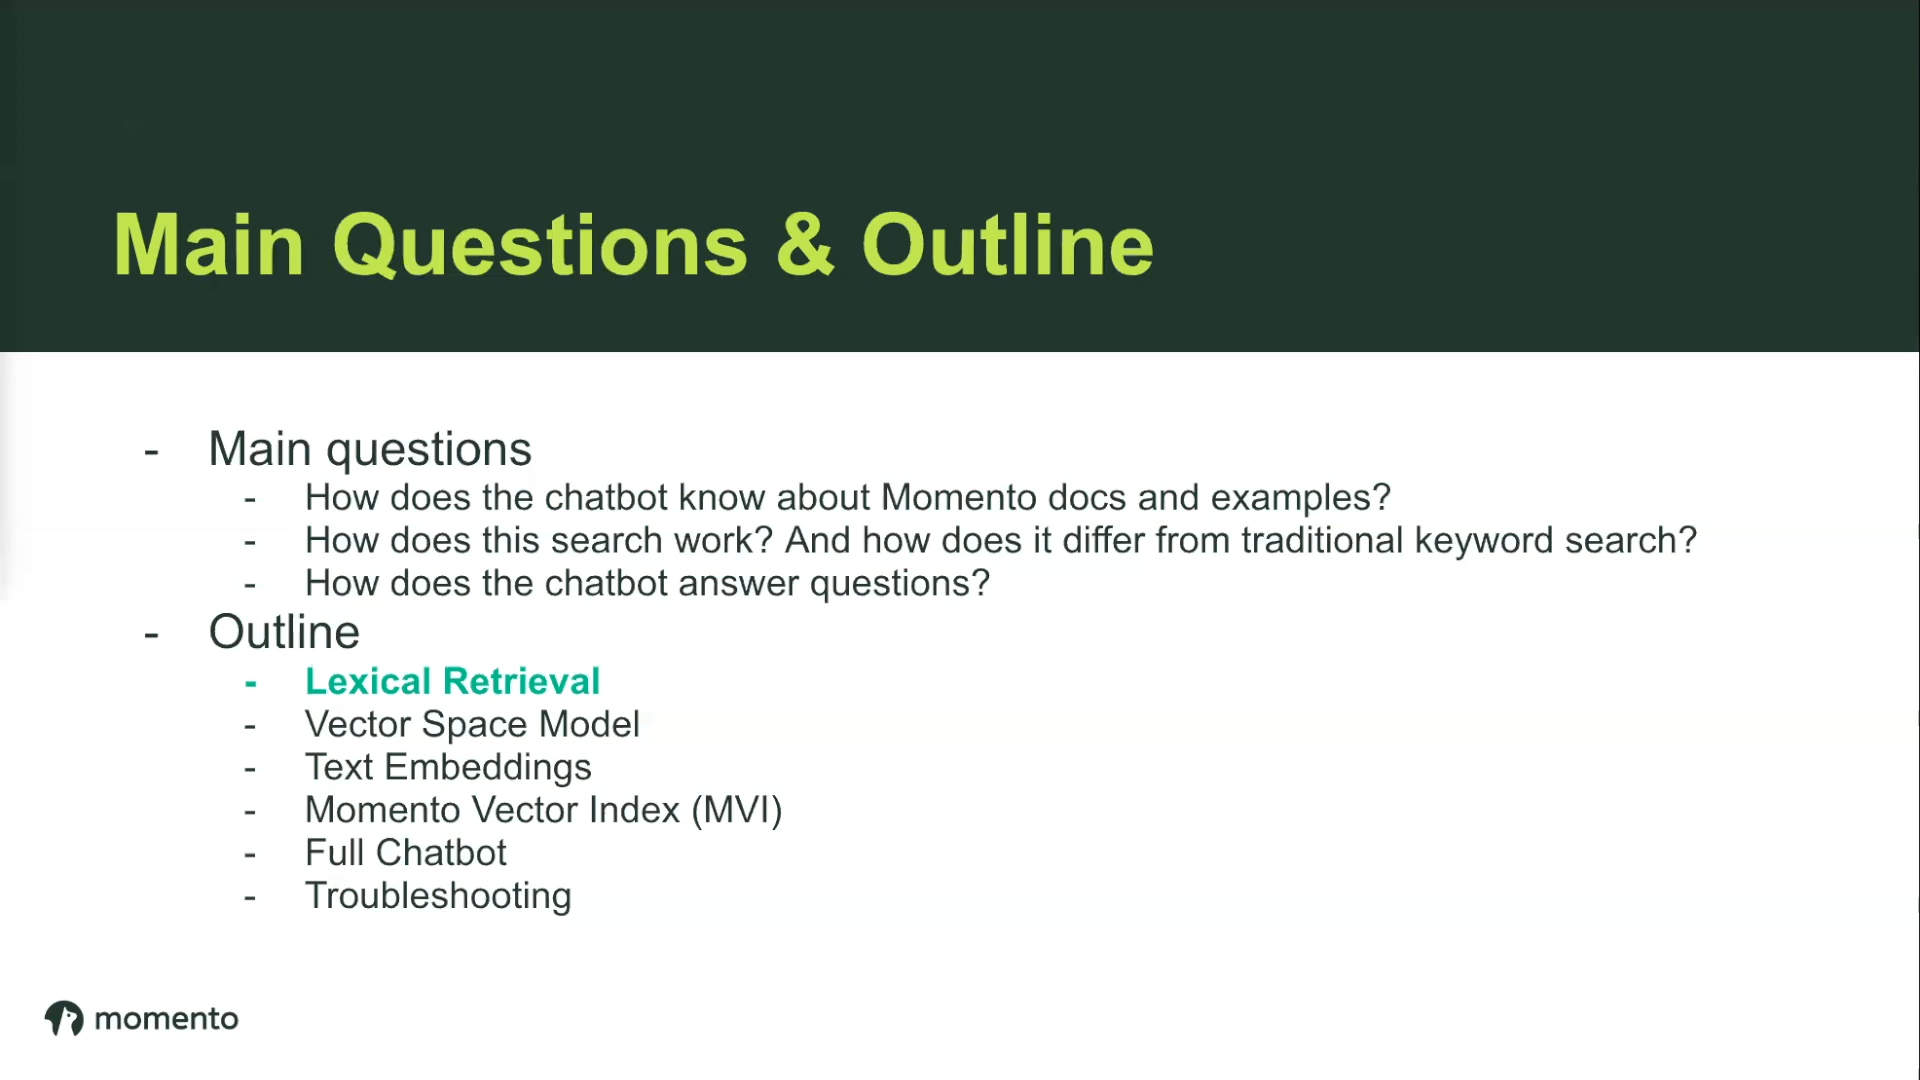 Main Questions & Outline
- Main questions
- How does the chatbot know about Momento docs and examples?
- How does this search work? And how does it differ from traditional keyword search?
- How does the chatbot answer questions?
- Outline
- Lexical Retrieval
- Vector Space Model
- Text Embeddings
- Momento Vector Index (MVI)
- Full Chatbot
- Troubleshooting
momento